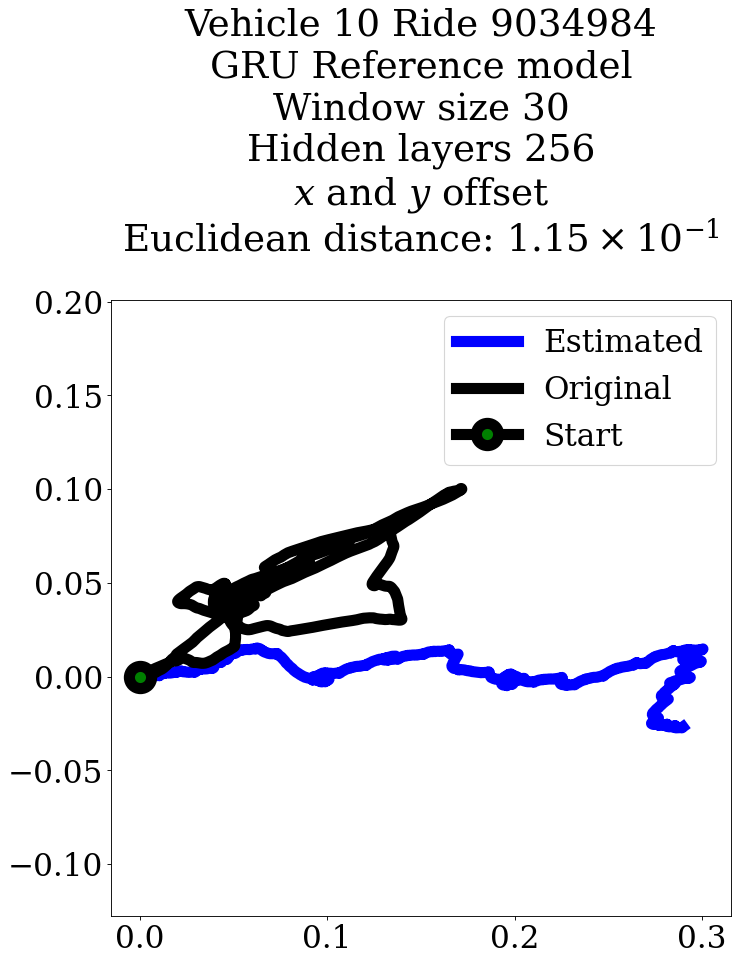 Vehicle 10 Ride 9034984
GRU Reference model
Window size 30
Hidden layers 256
x and y offset
Euclidean distance: 1.15 × 10⁻¹
0.20
0.15
0.10
0.05
0.00
−0.05
−0.10
Estimated
Original
Start
0.0 0.1 0.2 0.3